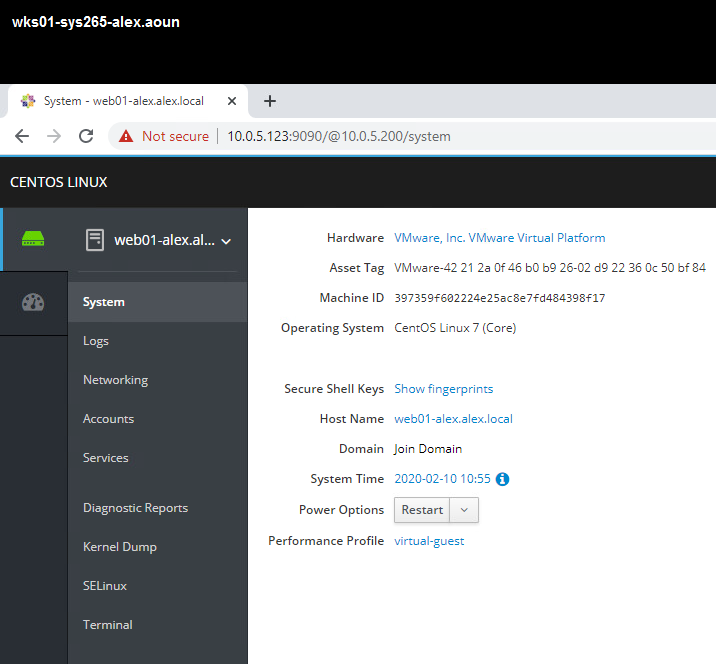 wks01-sys265-alex.aoun
System - web01-alex.alex.local
Not secure 10.0.5.123:9090/@10.0.5.200/system
CENTOS LINUX
web01-alex.al...
System
Logs
Networking
Accounts
Services
Diagnostic Reports
Kernel Dump
SELinux
Terminal
Hardware VMware, Inc. VMware Virtual Platform
Asset Tag VMware-42 21 2a 0f 46 b0 b9 26-02 d9 22 36 0c 50 bf 84
Machine ID 397359f602224e25ac8e7fd484398f17
Operating System CentOS Linux 7 (Core)
Secure Shell Keys Show fingerprints
Host Name web01-alex.alex.local
Domain Join Domain
System Time 2020-02-10 10:55
Power Options Restart
Performance Profile virtual-guest